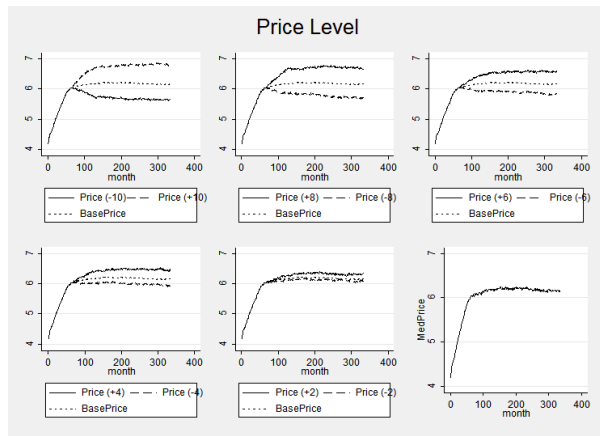 Price Level
7
6
5
4
0 100 200 300 400
month
Price (-10) Price (+10)
BasePrice
7
6
5
4
0 100 200 300 400
month
Price (+8) Price (-8)
BasePrice
7
6
5
4
0 100 200 300 400
month
Price (+6) Price (-6)
BasePrice
7
6
5
4
0 100 200 300 400
month
Price (+4) Price (-4)
BasePrice
7
6
5
4
0 100 200 300 400
month
Price (+2) Price (-2)
BasePrice
MedPrice
7
6
5
4
0 100 200 300 400
month